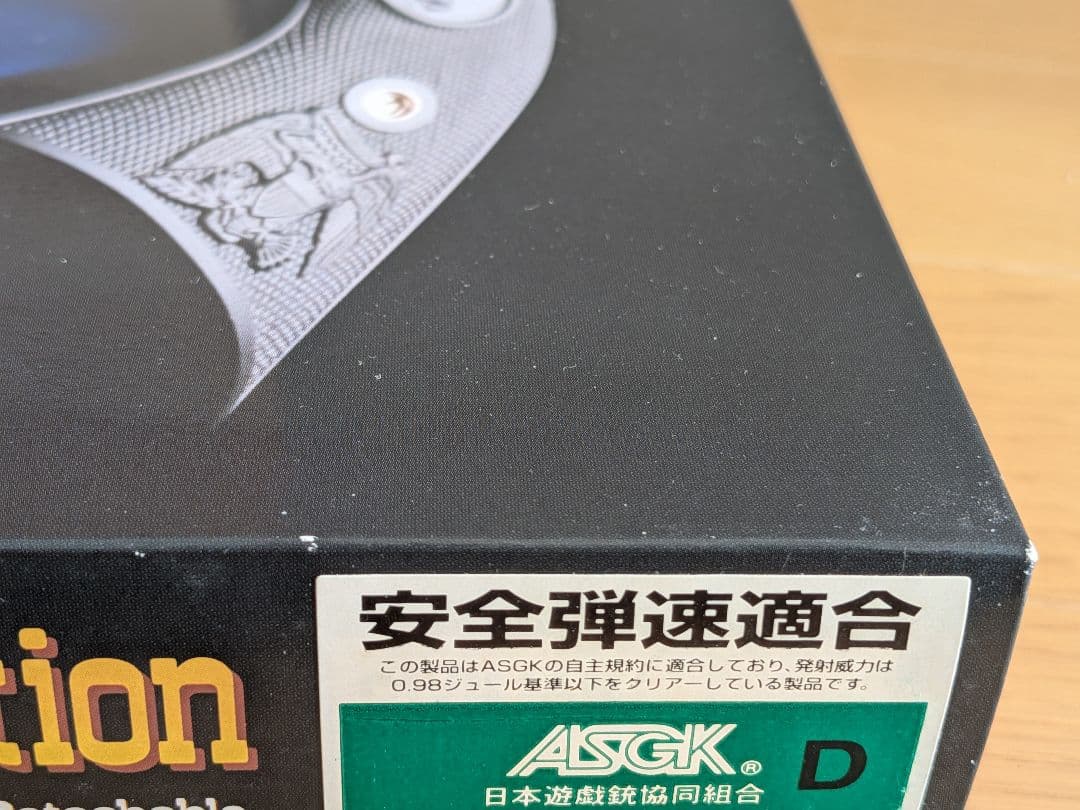 安全弾速適合
この製品はASGKの自主規約に適合しており、発射威力は
0.98ジュール基準以下をクリアーしている製品です。
tion
ASGK® D
日本遊戯銃協同組合